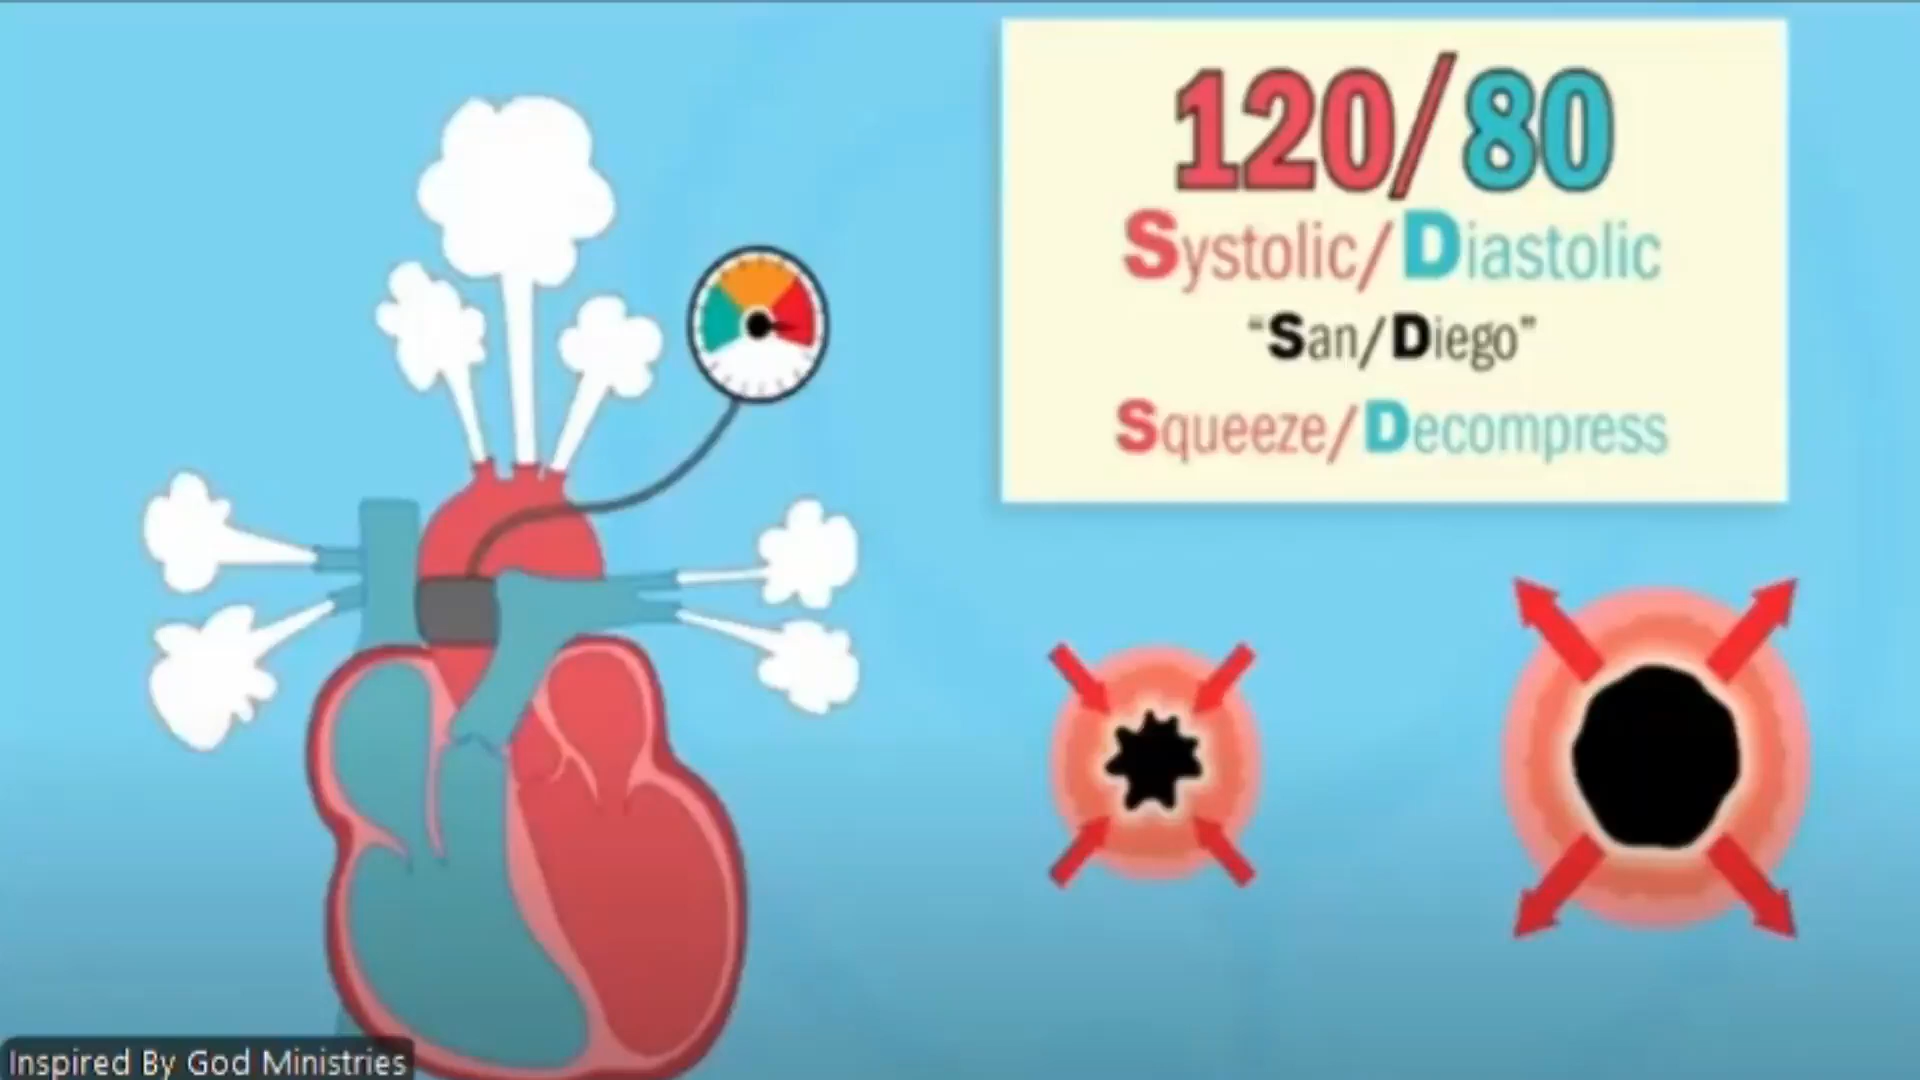 120/80
Systolic/Diastolic
“San/Diego”
Squeeze/Decompress
Inspired By God Ministries